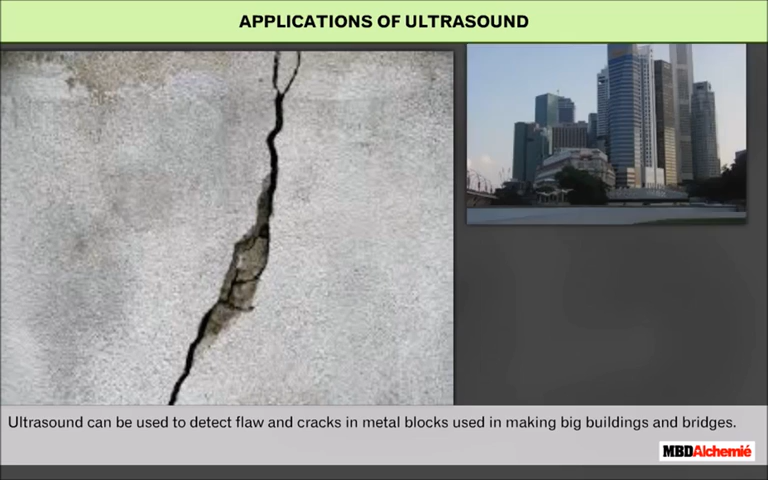 APPLICATIONS OF ULTRASOUND
Ultrasound can be used to detect flaw and cracks in metal blocks used in making big buildings and bridges.
MBDAlchemié